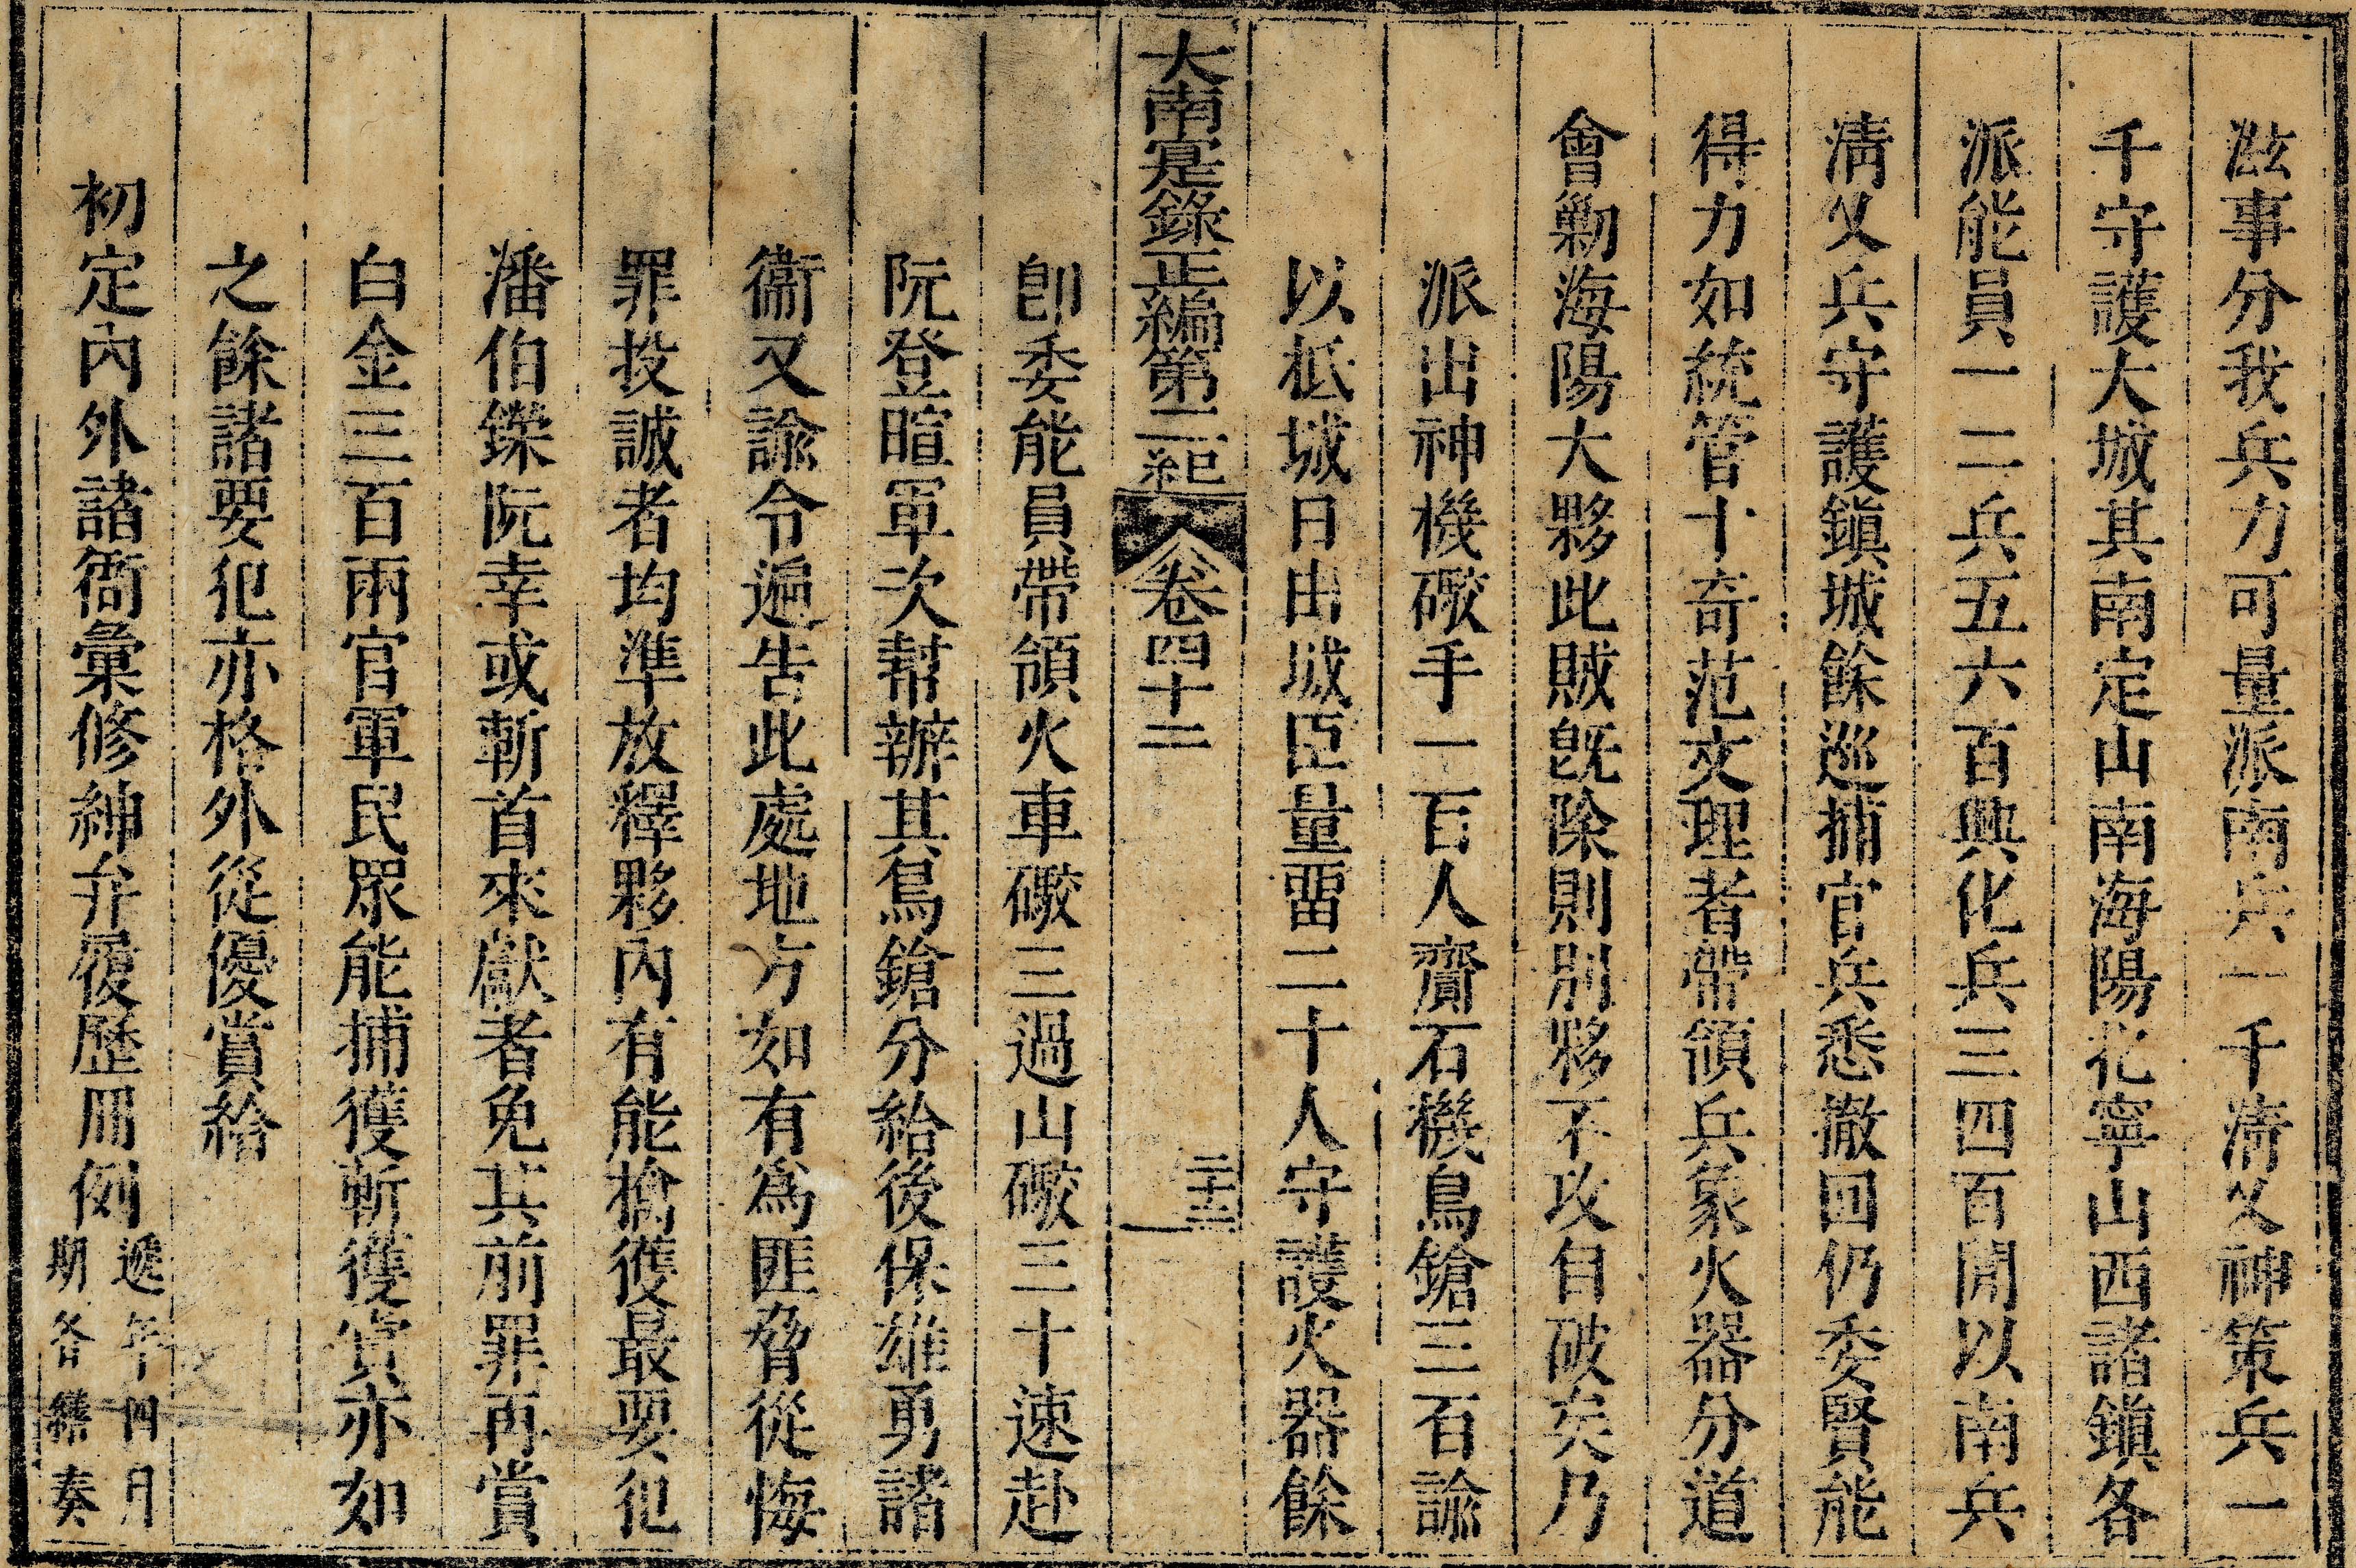 滋事分我兵力可量派南兵一千淸乂神策兵一
千守護大城其南定山南海陽北寧山西諸鎭各
派能員一二兵五六百興化兵三四百間以南兵
淸乂兵守護鎭城餘巡捕官兵悉撤回仍委賢能
得力如統管十奇范文理者帶領兵象火器分道
會剿海陽大夥此賊旣除則別夥不攻自破矣乃
派出神機礮手一百人齎石機鳥鎗三百諭
以抵城日由城臣量畱二十人守護火器餘
大南寔錄正編第二紀 卷四十二 二十三
卽委能員帶領火車礮三過山礮三十速赴
阮登暄軍次幇辦其鳥鎗分給後保雄勇諸
衞又諭令遍告此處地方如有爲匪脅從悔
罪投誠者均準放釋夥內有能擒獲最要犯
潘伯鑅阮幸或斬首來獻者免其前罪再賞
白金三百兩官軍民眾能捕獲斬獲賞亦如
之餘諸要犯亦格外從優賞給
初定內外諸衙彙修紳弁履歷冊例遞年四月
期各繕奏